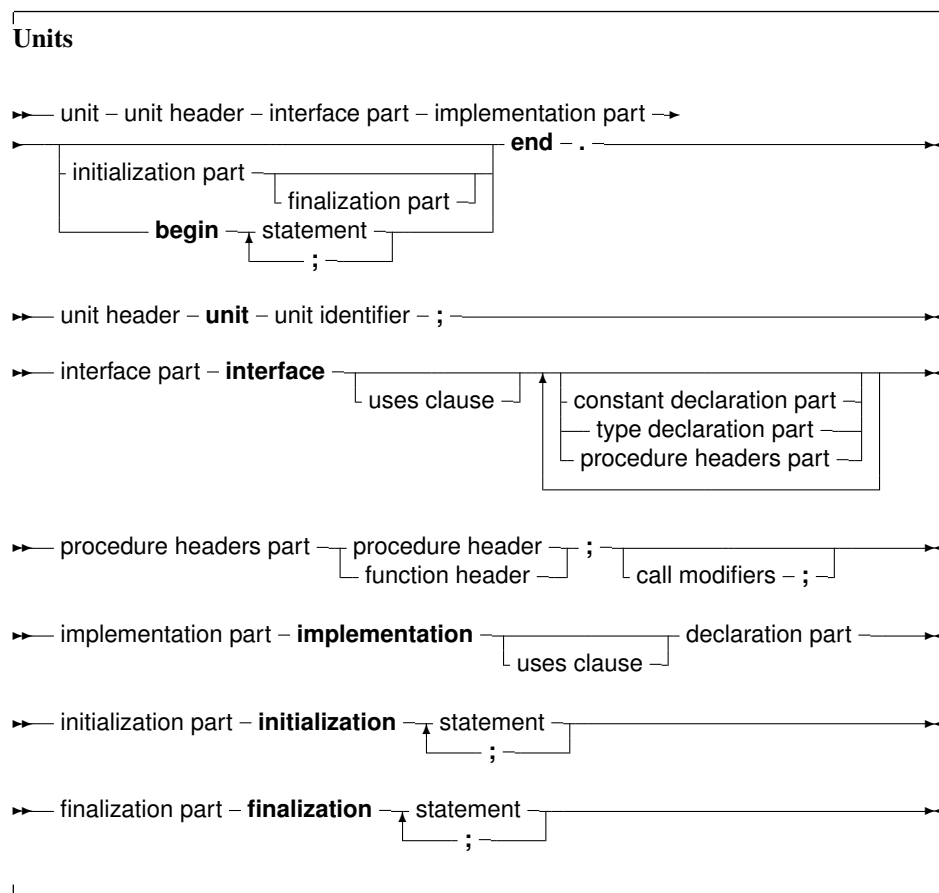 Units
unit – unit header – interface part – implementation part
end – .
initialization part
finalization part
begin – statement
;
unit header – unit – unit identifier – ;
interface part – interface
uses clause
constant declaration part
type declaration part
procedure headers part
procedure headers part – procedure header – ;
function header
call modifiers – ;
implementation part – implementation – declaration part
uses clause
initialization part – initialization – statement
;
finalization part – finalization – statement
;